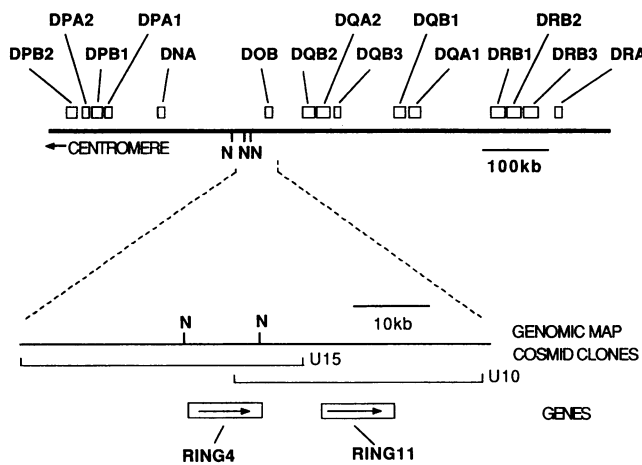 DPA2 DPA1 DQA2 DQB1 DRB2
DPB2 DPB1 DNA DOB DQB2 DQB3 DQA1 DRB1 DRB3 DRA
CENTROMERE
N NN
100kb
10kb
N N
GENOMIC MAP
COSMID CLONES
U15
U10
GENES
RING4 RING11